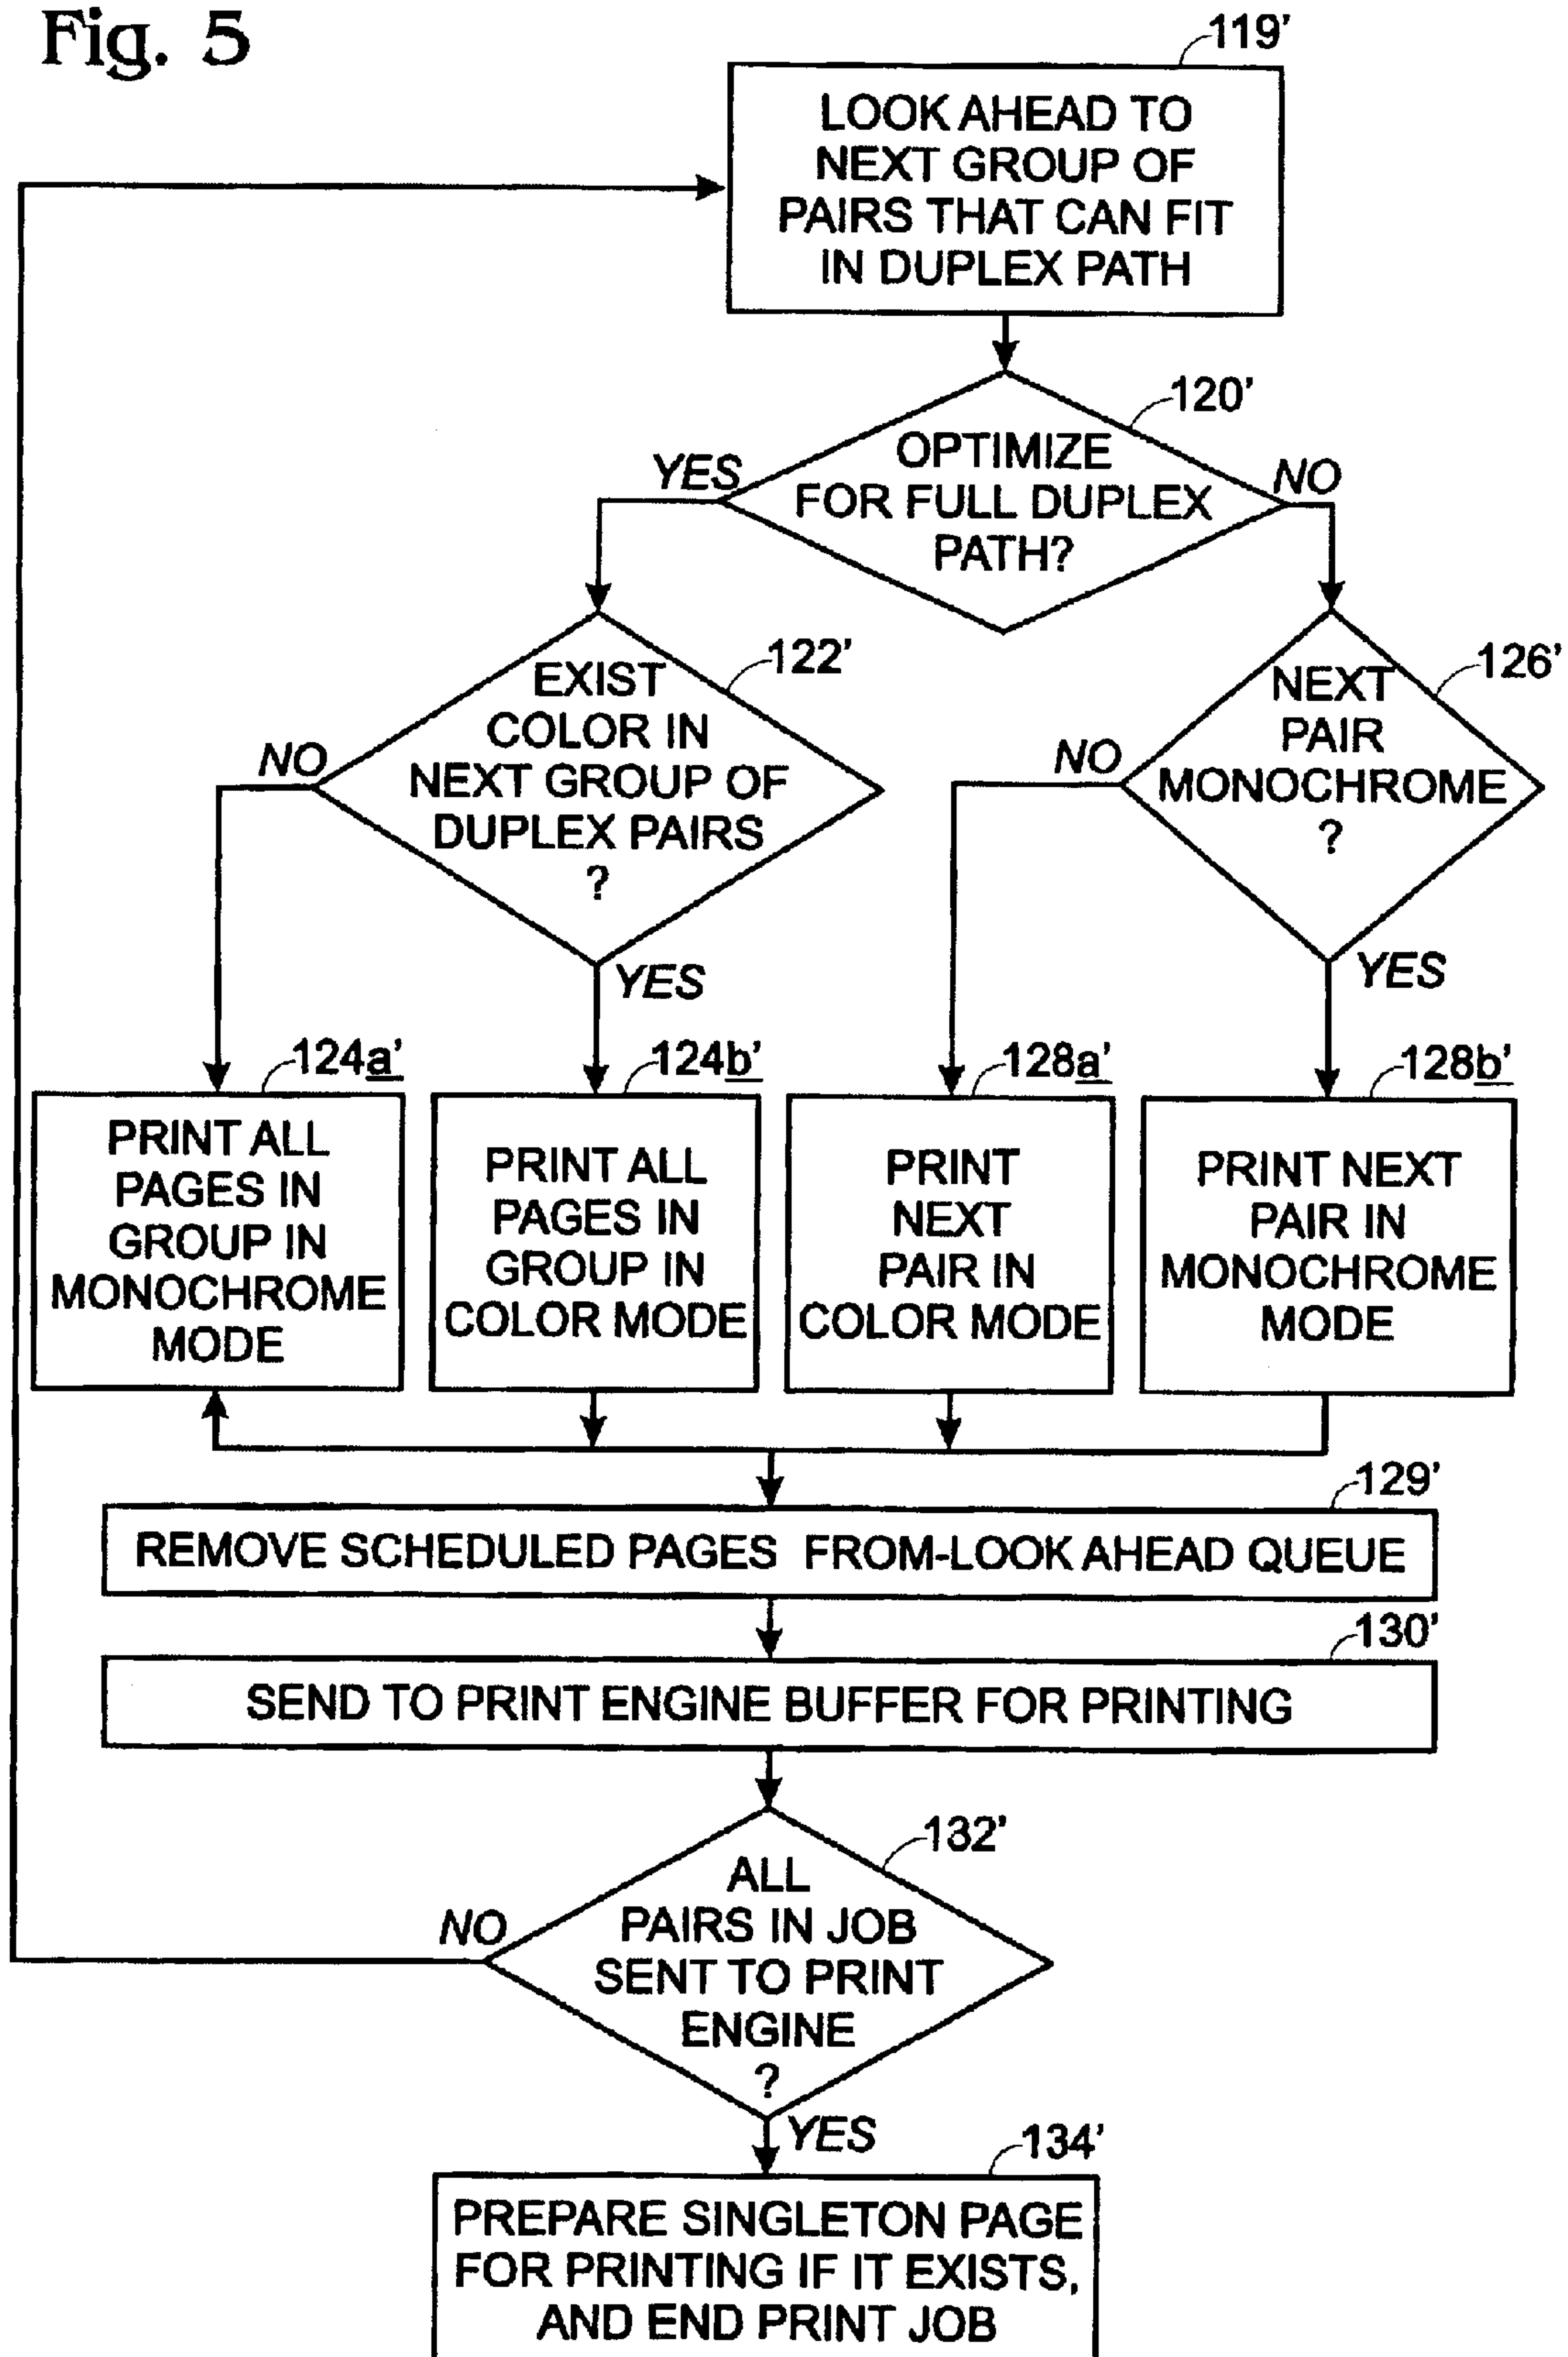 Fig. 5
119'
LOOK AHEAD TO
NEXT GROUP OF
PAIRS THAT CAN FIT
IN DUPLEX PATH
120'
OPTIMIZE
FOR FULL DUPLEX
PATH?
YES
NO
122'
EXIST
COLOR IN
NEXT GROUP OF
DUPLEX PAIRS
?
NO
YES
126'
NEXT
PAIR
MONOCHROME
?
NO
YES
124a'
PRINT ALL
PAGES IN
GROUP IN
MONOCHROME
MODE
124b'
PRINT ALL
PAGES IN
GROUP IN
COLOR MODE
128a'
PRINT
NEXT
PAIR IN
COLOR MODE
128b'
PRINT NEXT
PAIR IN
MONOCHROME
MODE
129'
REMOVE SCHEDULED PAGES FROM-LOOK AHEAD QUEUE
130'
SEND TO PRINT ENGINE BUFFER FOR PRINTING
132'
ALL
PAIRS IN JOB
SENT TO PRINT
ENGINE
?
NO
YES
134'
PREPARE SINGLETON PAGE
FOR PRINTING IF IT EXISTS,
AND END PRINT JOB